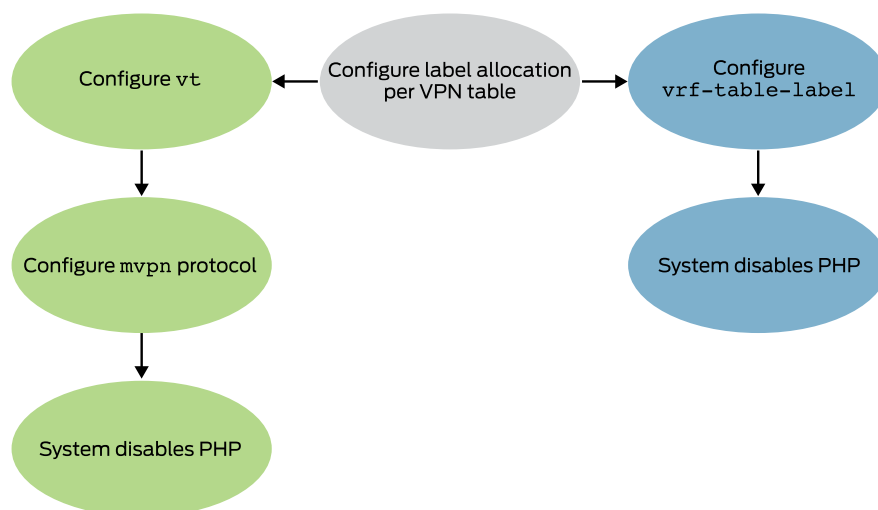 Configure vt
Configure label allocation
per VPN table
Configure
vrf-table-label
Configure mvpn protocol
System disables PHP
System disables PHP